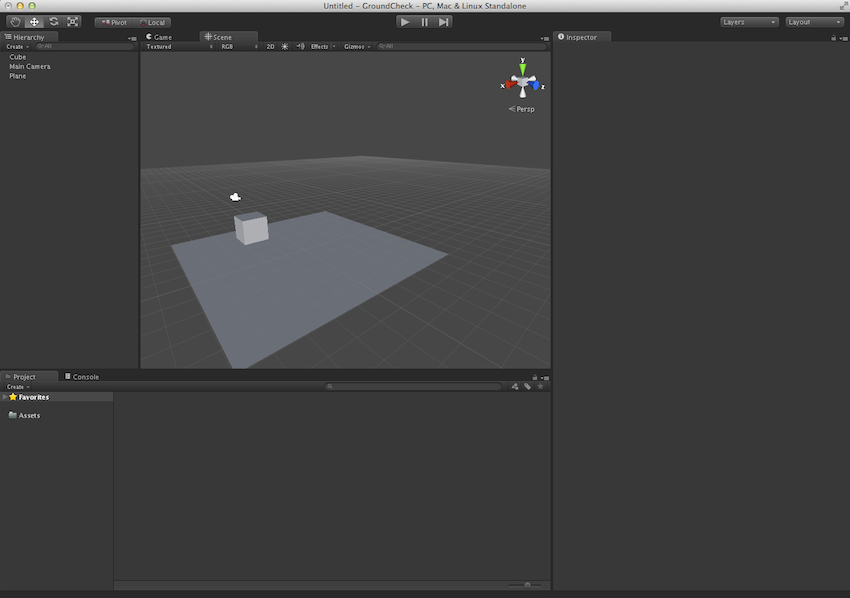 Untitled - GroundCheck - PC, Mac & Linux Standalone
Pivot Local Layers Layout
Hierarchy Game Scene Inspector
Create All Textured RGB 2D Effects Gizmos All
Cube
Main Camera
Plane
y
x z
Persp
Project Console
Create
Favorites
Assets